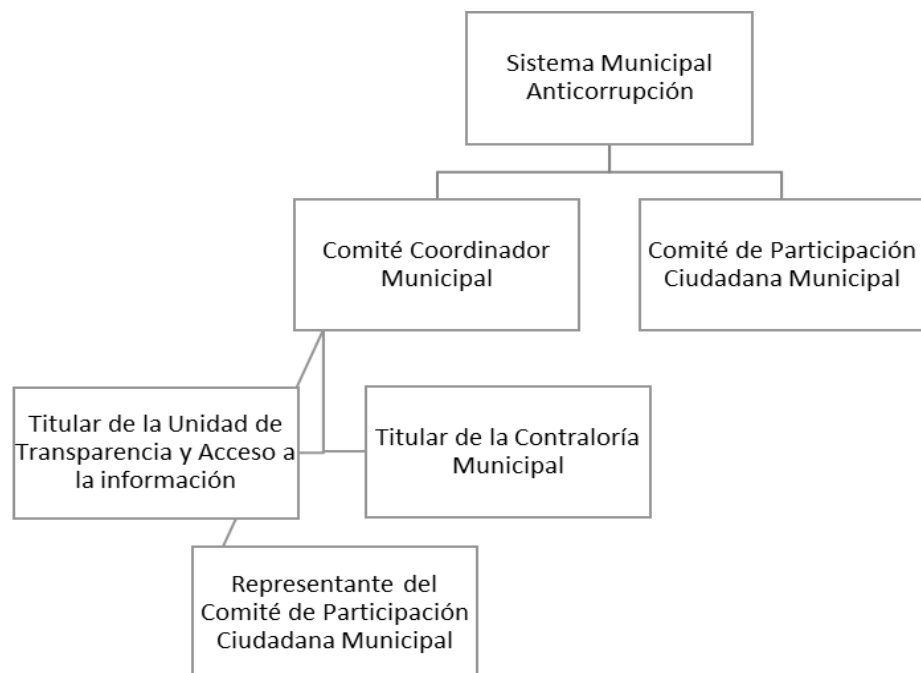 Sistema Municipal
Anticorrupción
Comité Coordinador
Municipal
Comité de Participación
Ciudadana Municipal
Titular de la Unidad de
Transparencia y Acceso a
la información
Titular de la Contraloría
Municipal
Representante del
Comité de Participación
Ciudadana Municipal